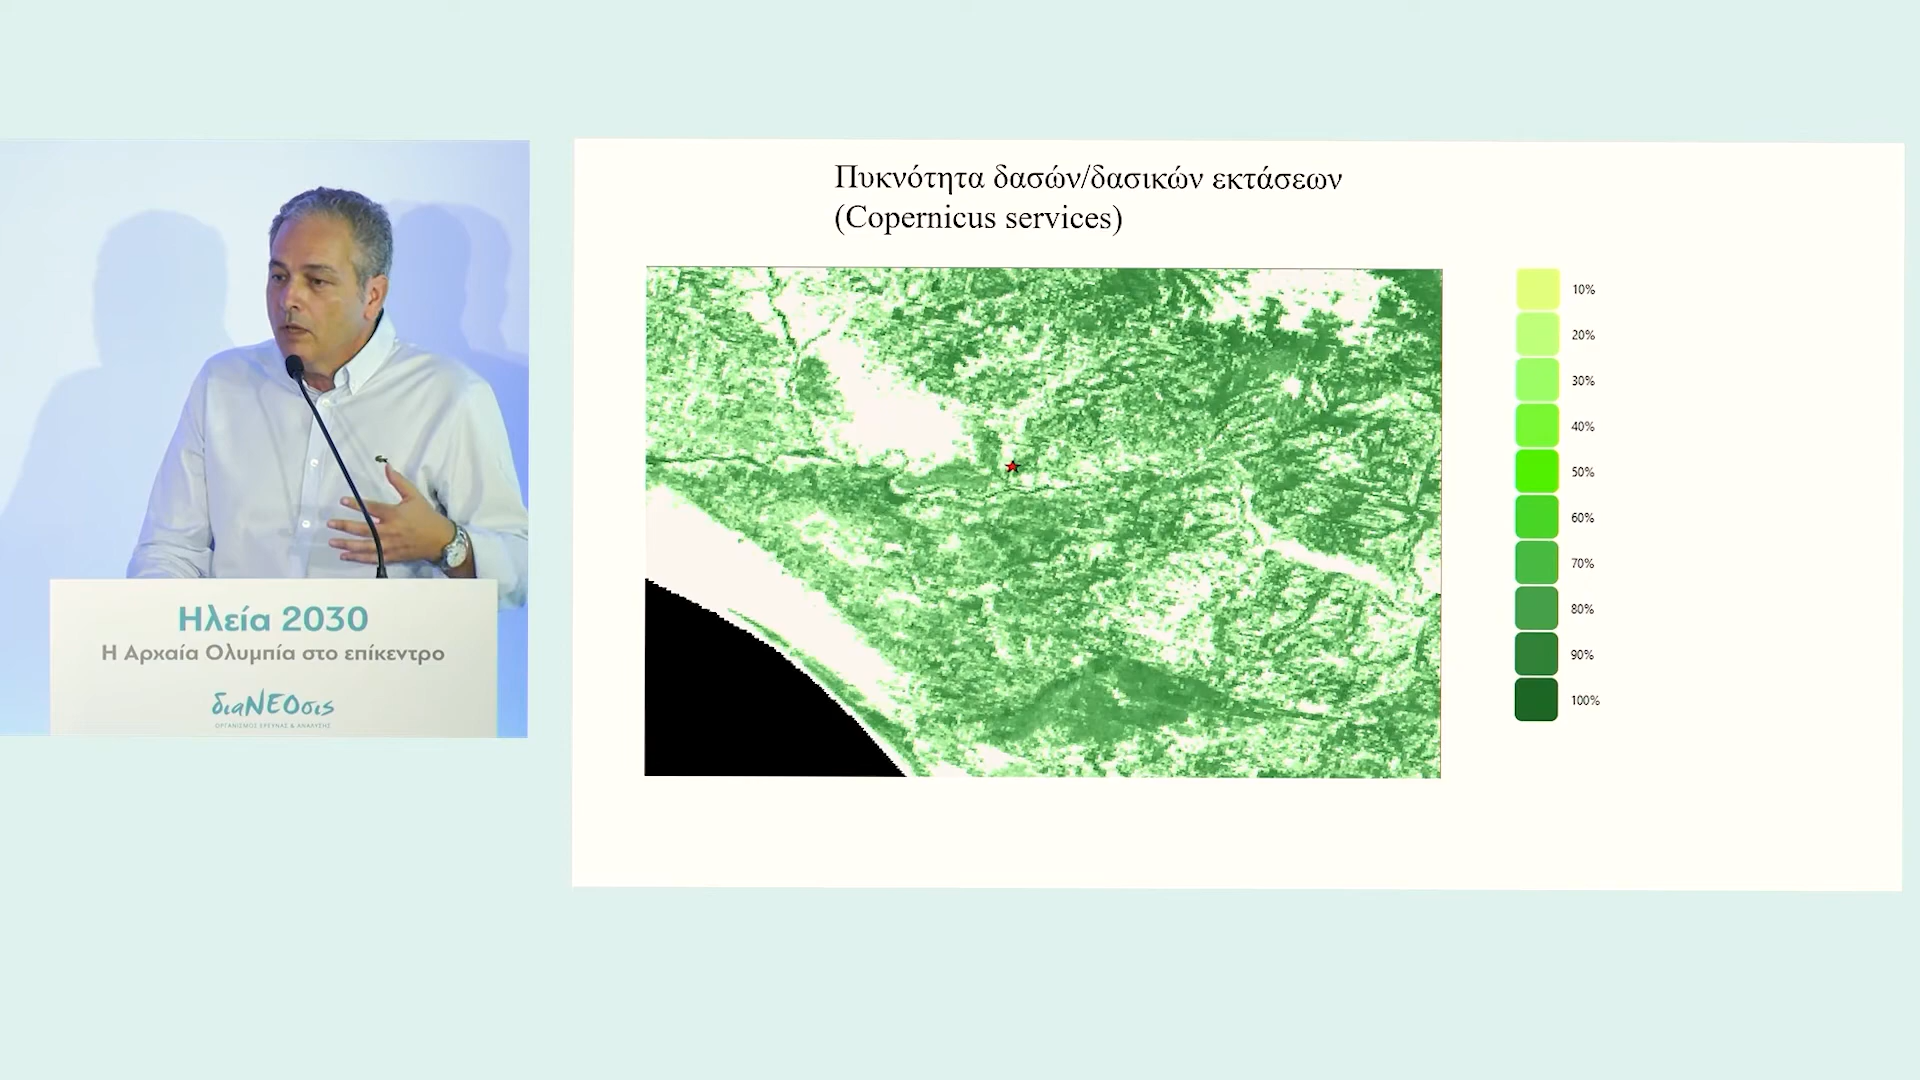 Πυκνότητα δασών/δασικών εκτάσεων
(Copernicus services)
10%
20%
30%
40%
50%
60%
70%
80%
90%
100%
Ηλεία 2030
Η Αρχαία Ολυμπία στο επίκεντρο
διαΝΕΟσις
ΟΡΓΑΝΙΣΜΟΣ ΕΡΕΥΝΑΣ & ΑΝΑΛΥΣΗΣ